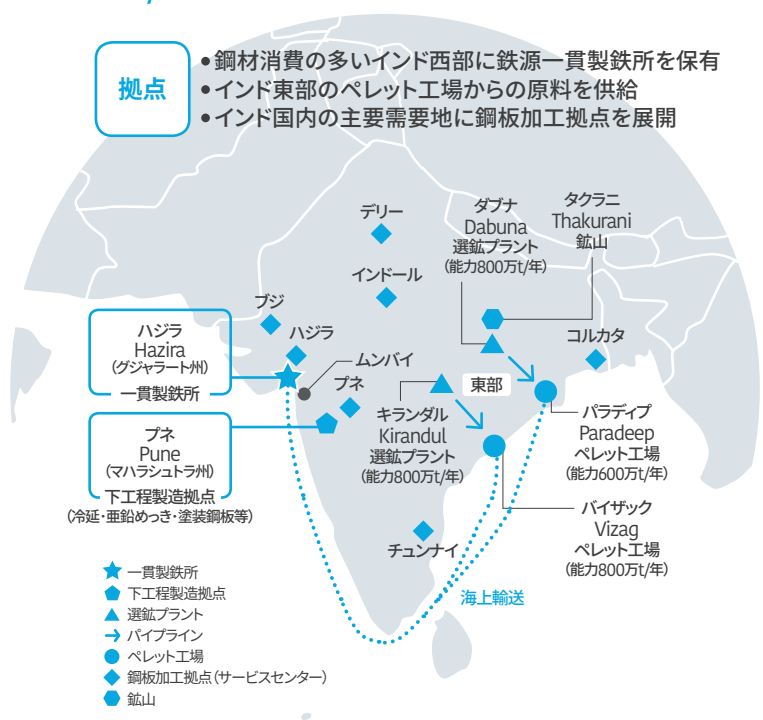 拠点
●鋼材消費の多いインド西部に鉄源一貫製鉄所を保有
●インド東部のペレット工場からの原料を供給
●インド国内の主要需要地に鋼板加工拠点を展開
デリー
ダブナ
Dabuna
選鉱プラント
(能力800万t/年)
タクラニ
Thakurani
鉱山
インドール
ブジ
ハジラ
コルカタ
ハジラ
Hazira
(グジャラート州)
一貫製鉄所
ムンバイ
プネ
東部
キランダル
Kirandul
選鉱プラント
(能力800万t/年)
パラディプ
Paradeep
ペレット工場
(能力600万t/年)
プネ
Pune
(マハラシュトラ州)
下工程製造拠点
(冷延・亜鉛めっき・塗装鋼板等)
バイザック
Vizag
ペレット工場
(能力800万t/年)
チュンナイ
海上輸送
一貫製鉄所
下工程製造拠点
選鉱プラント
パイプライン
ペレット工場
鋼板加工拠点(サービスセンター)
鉱山